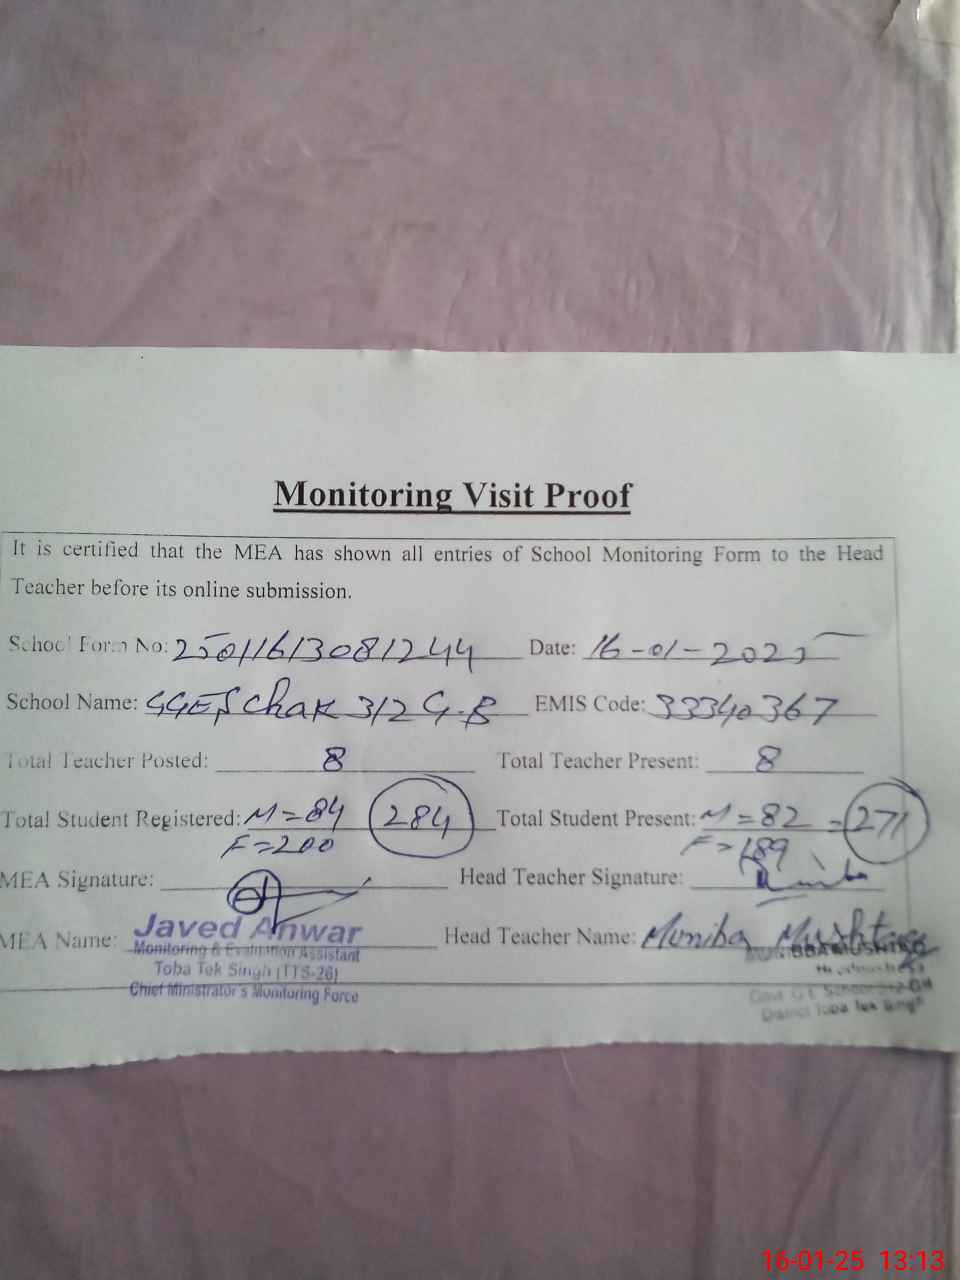 Monitoring Visit Proof
It is certified that the MEA has shown all entries of School Monitoring Form to the Head
Teacher before its online submission.
School Form No: 25011613081244 Date: 16-01-2025
School Name: GGES Chak 312 G.B EMIS Code: 33340367
Total Teacher Posted: 8 Total Teacher Present: 8
Total Student Registered: M=84 284 Total Student Present: M=82 =271
F=200 F=189
MEA Signature: Head Teacher Signature:
MEA Name: Javed Anwar Head Teacher Name: Muniba Mushtaq
Monitoring & Evaluation Assistant
Toba Tek Singh (TTS-26)
Chief Ministrator's Monitoring Force
District Toba Tek Singh
16-01-25 13:13